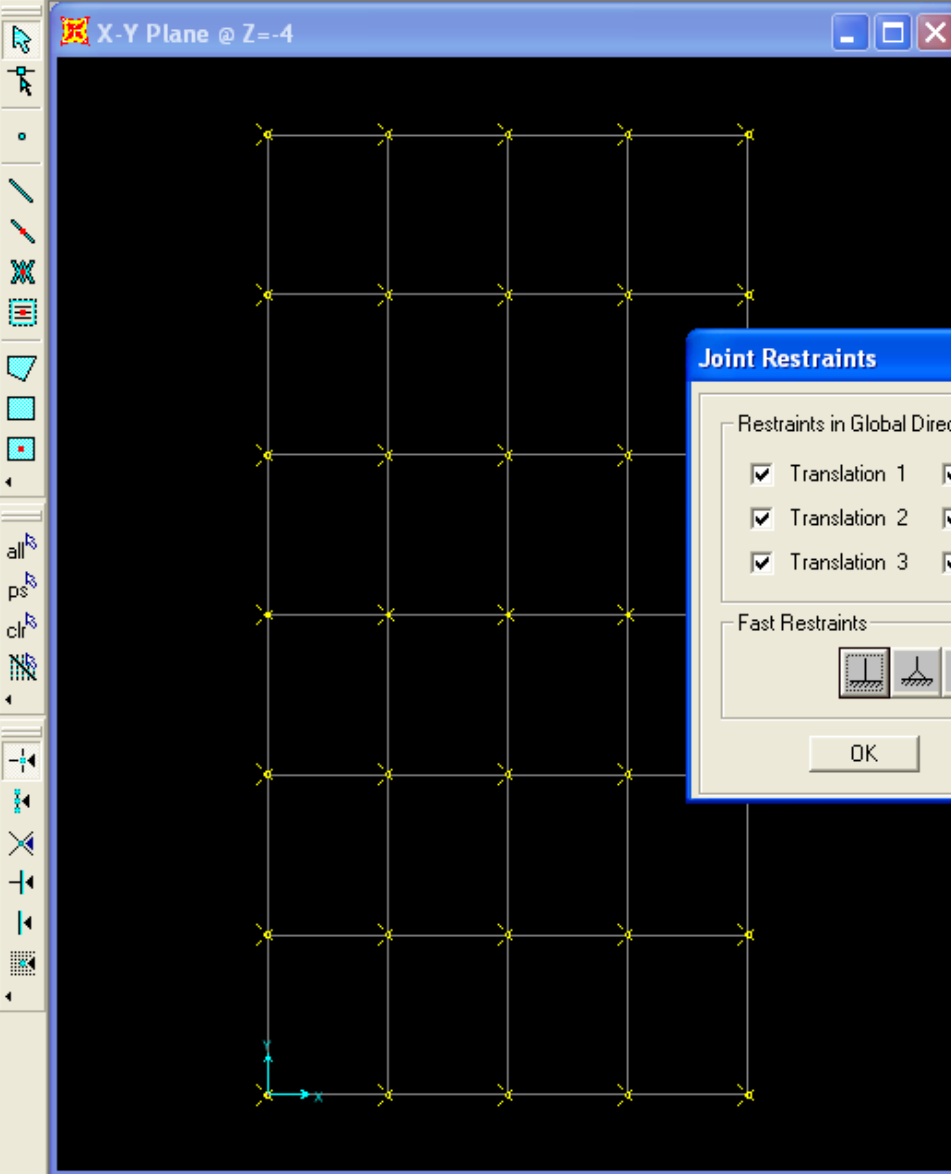 X-Y Plane @ Z=-4
Joint Restraints
Restraints in Global Direc
Translation 1
Translation 2
Translation 3
Fast Restraints
OK
all
ps
clr
Y
X